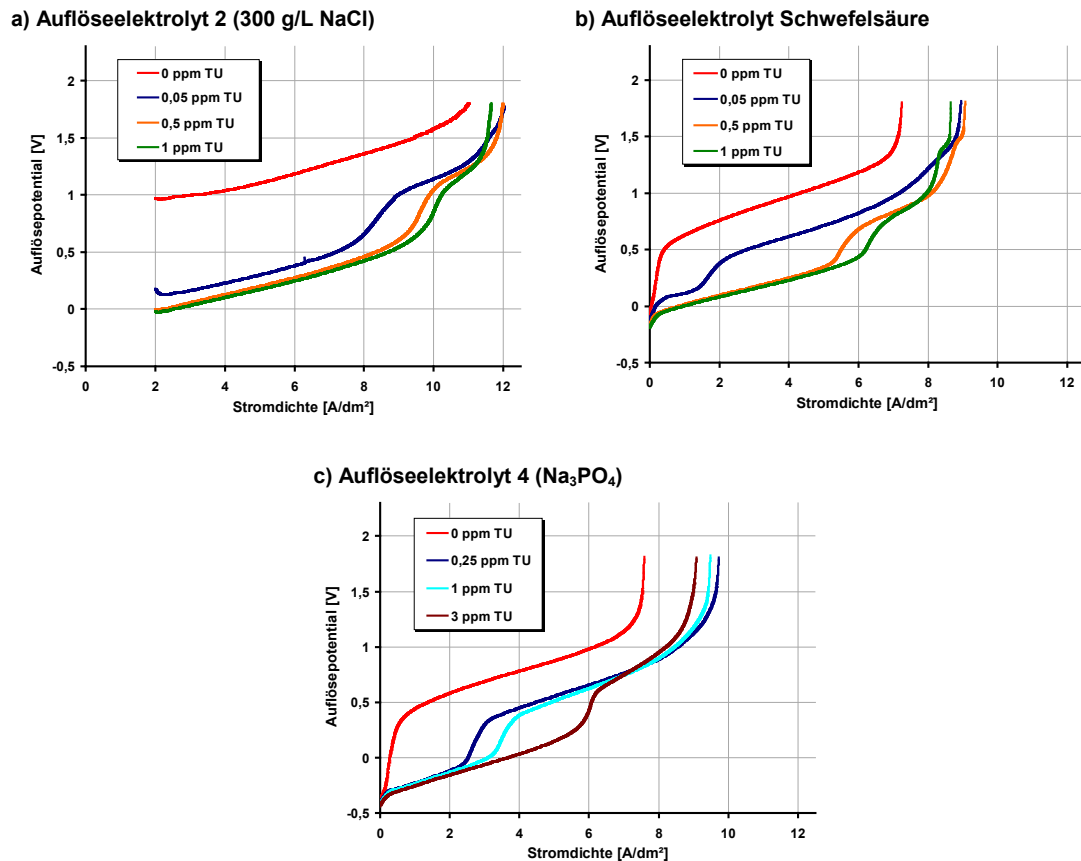 a) Auflöseelektrolyt 2 (300 g/L NaCl)
Auflösepotential [V]
2
1,5
1
0,5
0
-0,5
0 ppm TU
0,05 ppm TU
0,5 ppm TU
1 ppm TU
0 2 4 6 8 10 12
Stromdichte [A/dm²]
b) Auflöseelektrolyt Schwefelsäure
Auflösepotential [V]
2
1,5
1
0,5
0
-0,5
0 ppm TU
0,05 ppm TU
0,5 ppm TU
1 ppm TU
0 2 4 6 8 10 12
Stromdichte [A/dm²]
c) Auflöseelektrolyt 4 (Na₃PO₄)
Auflösepotential [V]
2
1,5
1
0,5
0
-0,5
0 ppm TU
0,25 ppm TU
1 ppm TU
3 ppm TU
0 2 4 6 8 10 12
Stromdichte [A/dm²]